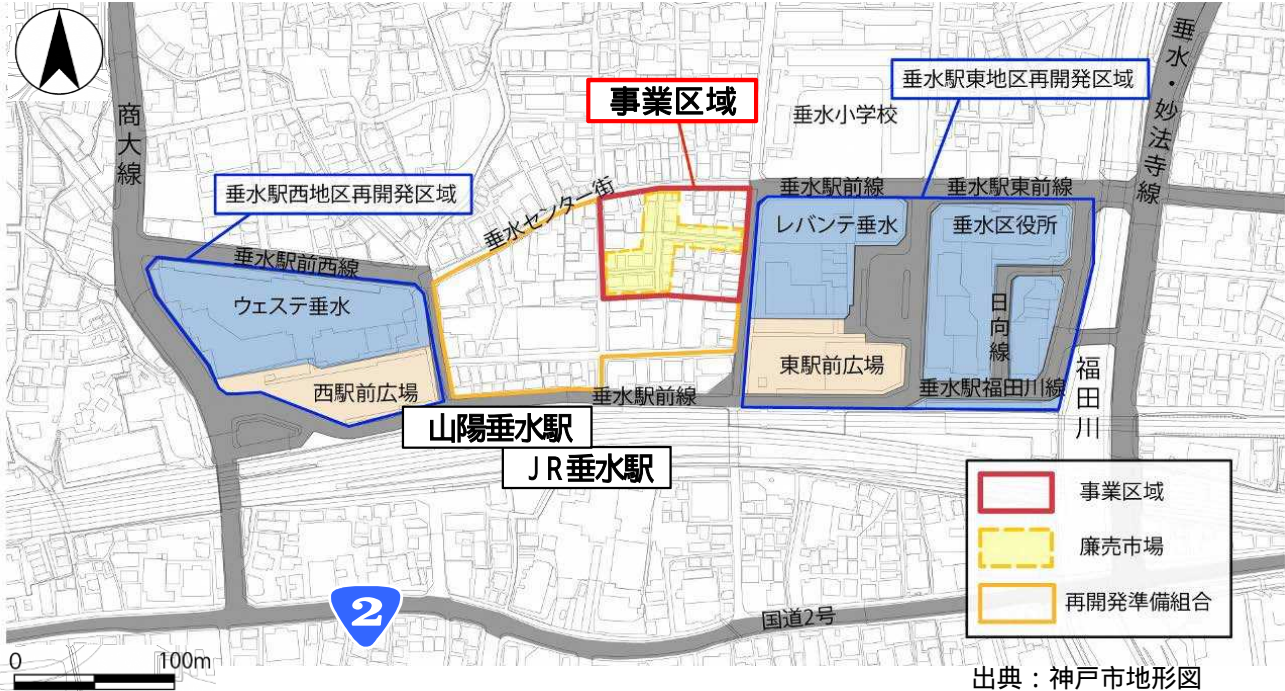 垂水・妙法寺線
垂水駅東地区再開発区域
事業区域
垂水小学校
商大線
垂水駅西地区再開発区域
垂水センター街
垂水駅前線
垂水駅東前線
レバンテ垂水
垂水区役所
垂水駅前西線
ウェステ垂水
日向線
西駅前広場
東駅前広場
垂水駅前線
垂水駅福田川線
福田川
山陽垂水駅
JR垂水駅
事業区域
廉売市場
再開発準備組合
2
国道2号
0 100m
出典：神戸市地形図